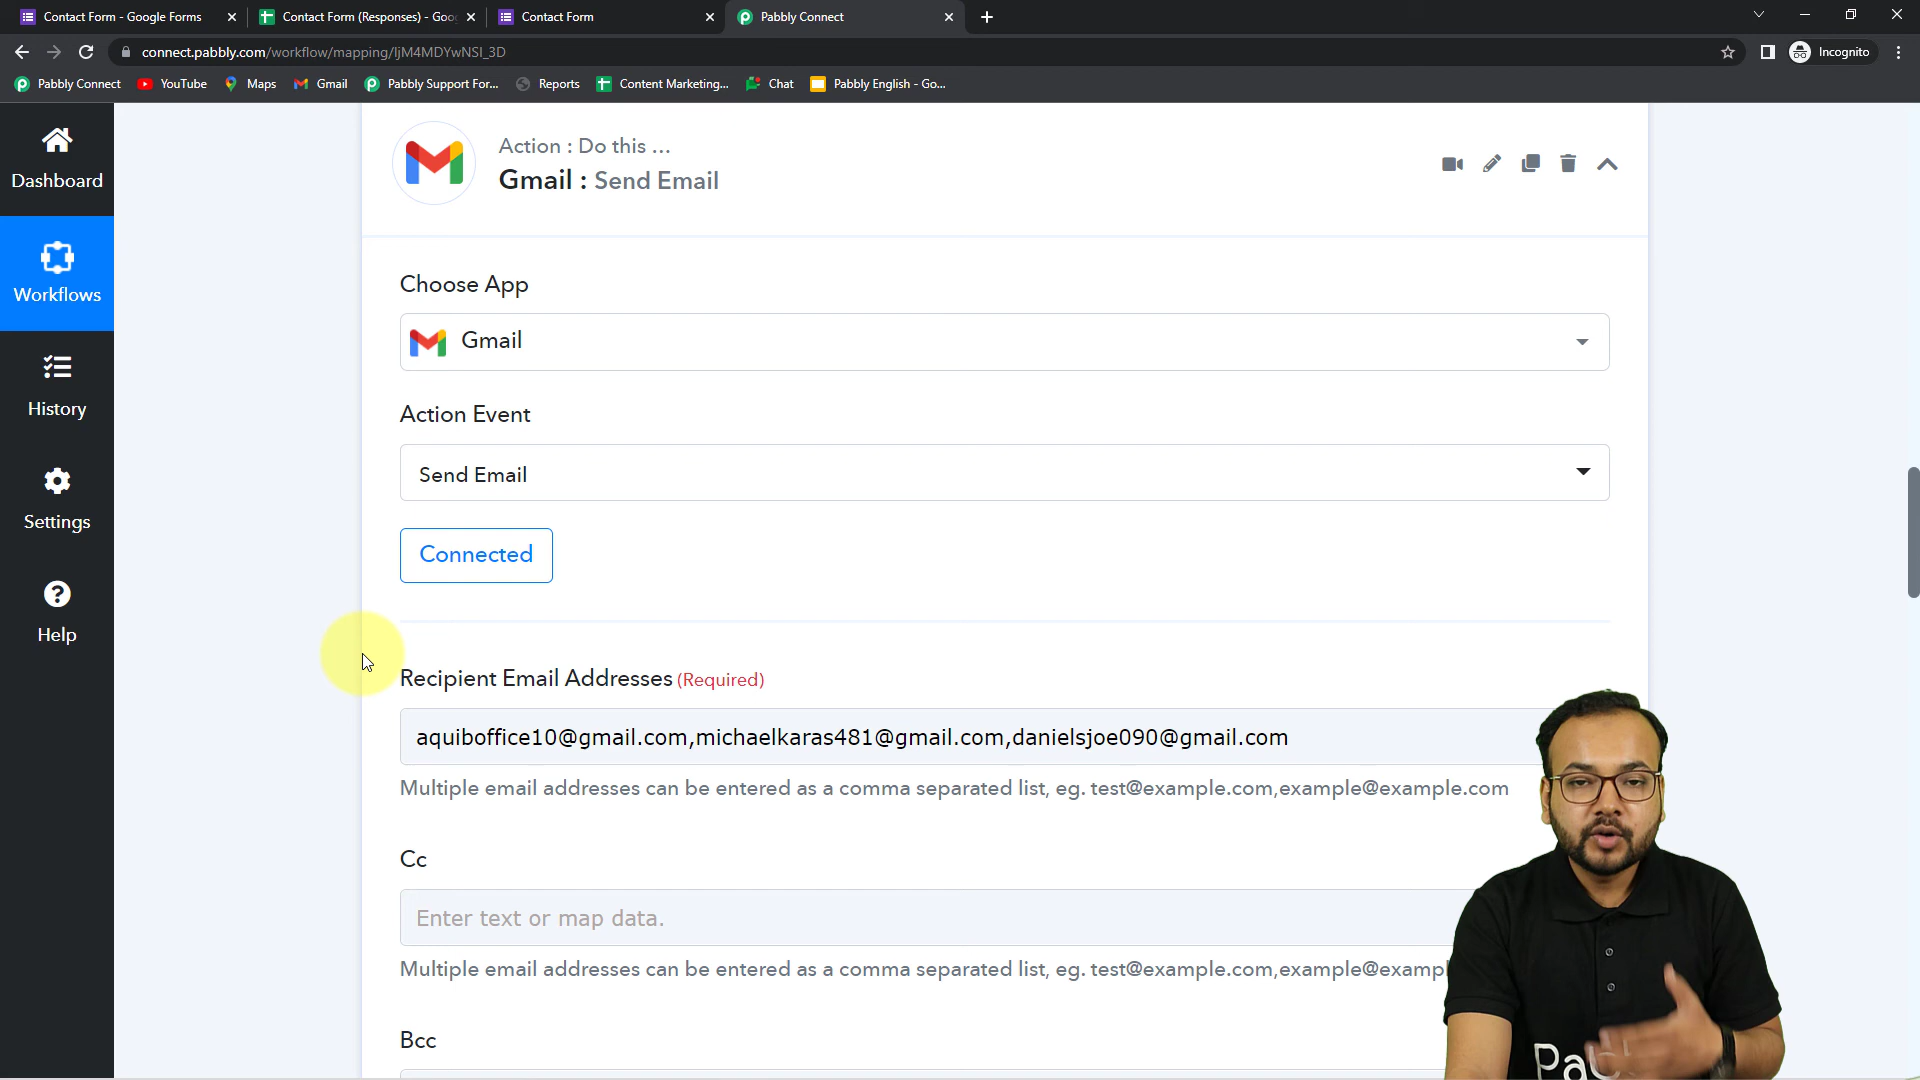 Contact Form - Google Forms
Contact Form (Responses) - Goo
Contact Form
Pabbly Connect
connect.pabbly.com/workflow/mapping/IjM4MDYwNSI_3D
Incognito
Pabbly Connect
YouTube
Maps
Gmail
Pabbly Support For...
Reports
Content Marketing...
Chat
Pabbly English - Go...
Dashboard
Workflows
History
Settings
Help
Action : Do this ...
Gmail : Send Email
Choose App
Gmail
Action Event
Send Email
Connected
Recipient Email Addresses (Required)
aquiboffice10@gmail.com,michaelkaras481@gmail.com,danielsjoe090@gmail.com
Multiple email addresses can be entered as a comma separated list, eg. test@example.com,example@example.com
Cc
Enter text or map data.
Multiple email addresses can be entered as a comma separated list, eg. test@example.com,example@exampl
Bcc